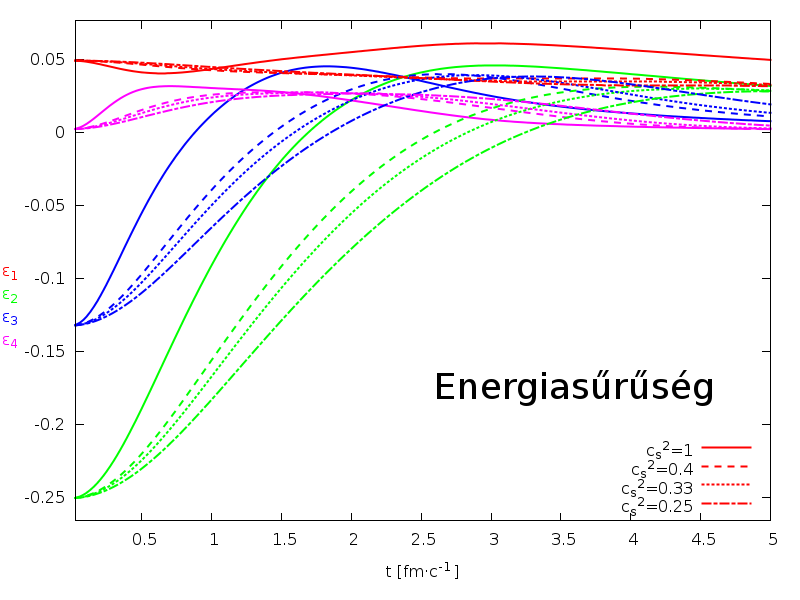 0.05
0
-0.05
-0.1
-0.15
-0.2
-0.25
ε1
ε2
ε3
ε4
Energiasűrűség
cs2=1
cs2=0.4
cs2=0.33
cs2=0.25
0.5 1 1.5 2 2.5 3 3.5 4 4.5 5
t [fm·c-1]